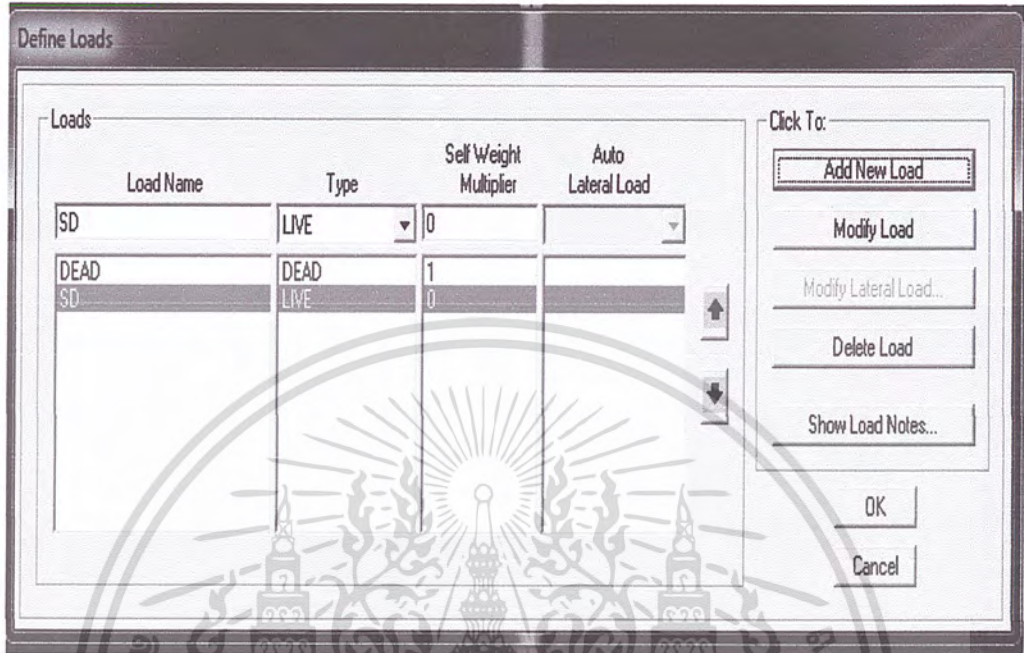 Define Loads
Loads
Click To:
Load Name Type Self Weight Multiplier Auto Lateral Load
SD LIVE 0
DEAD DEAD 1
SD LIVE 0
Add New Load
Modify Load
Modify Lateral Load...
Delete Load
Show Load Notes...
OK
Cancel